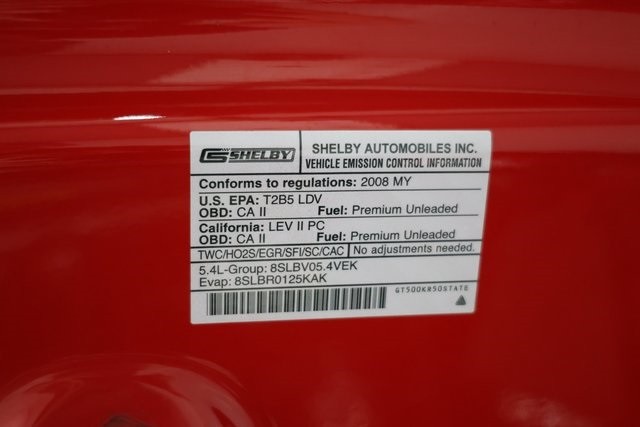 CS SHELBY
SHELBY AUTOMOBILES INC.
VEHICLE EMISSION CONTROL INFORMATION
Conforms to regulations: 2008 MY
U.S. EPA: T2B5 LDV
OBD: CA II Fuel: Premium Unleaded
California: LEV II PC
OBD: CA II Fuel: Premium Unleaded
TWC/HO2S/EGR/SFI/SC/CAC No adjustments needed.
5.4L-Group: 8SLBV05.4VEK
Evap: 8SLBR0125KAK
GT500KR50STATE